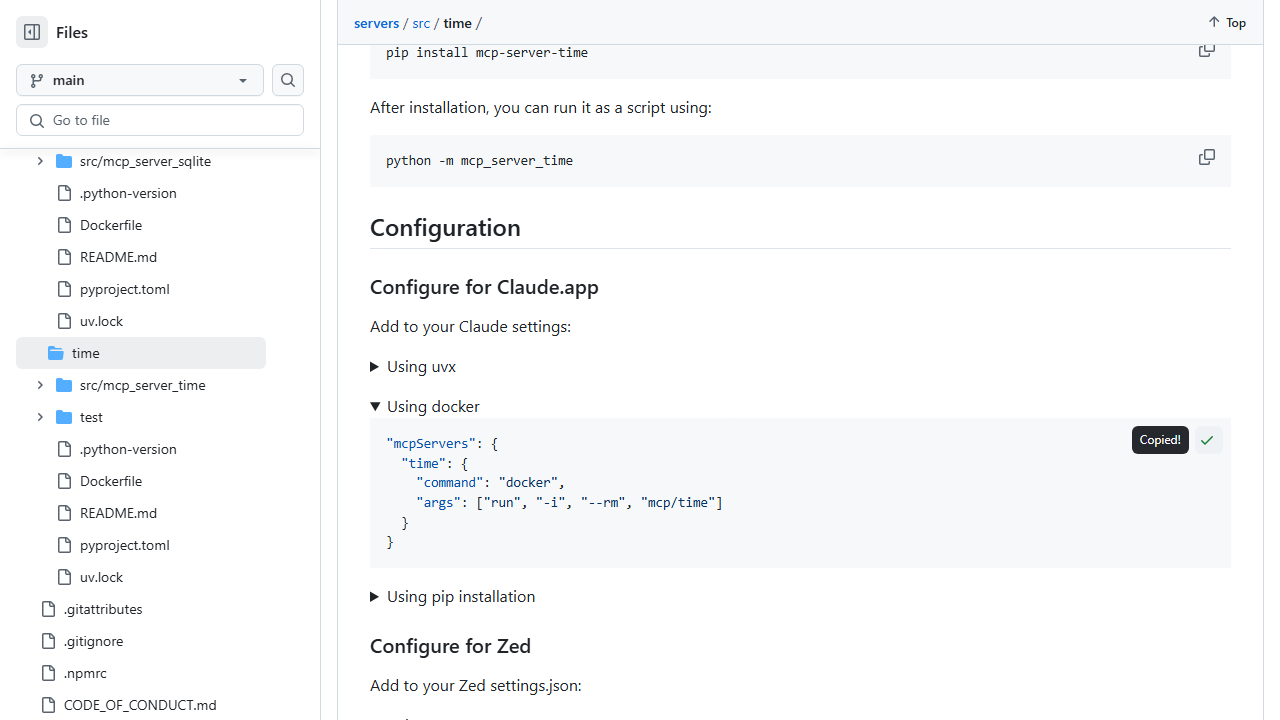 Files
main
Go to file
src/mcp_server_sqlite
.python-version
Dockerfile
README.md
pyproject.toml
uv.lock
time
src/mcp_server_time
test
.python-version
Dockerfile
README.md
pyproject.toml
uv.lock
.gitattributes
.gitignore
.npmrc
CODE_OF_CONDUCT.md
servers / src / time /
Top
pip install mcp-server-time
After installation, you can run it as a script using:
python -m mcp_server_time
Configuration
Configure for Claude.app
Add to your Claude settings:
Using uvx
Using docker
"mcpServers": {
"time": {
"command": "docker",
"args": ["run", "-i", "--rm", "mcp/time"]
}
}
Copied!
Using pip installation
Configure for Zed
Add to your Zed settings.json: